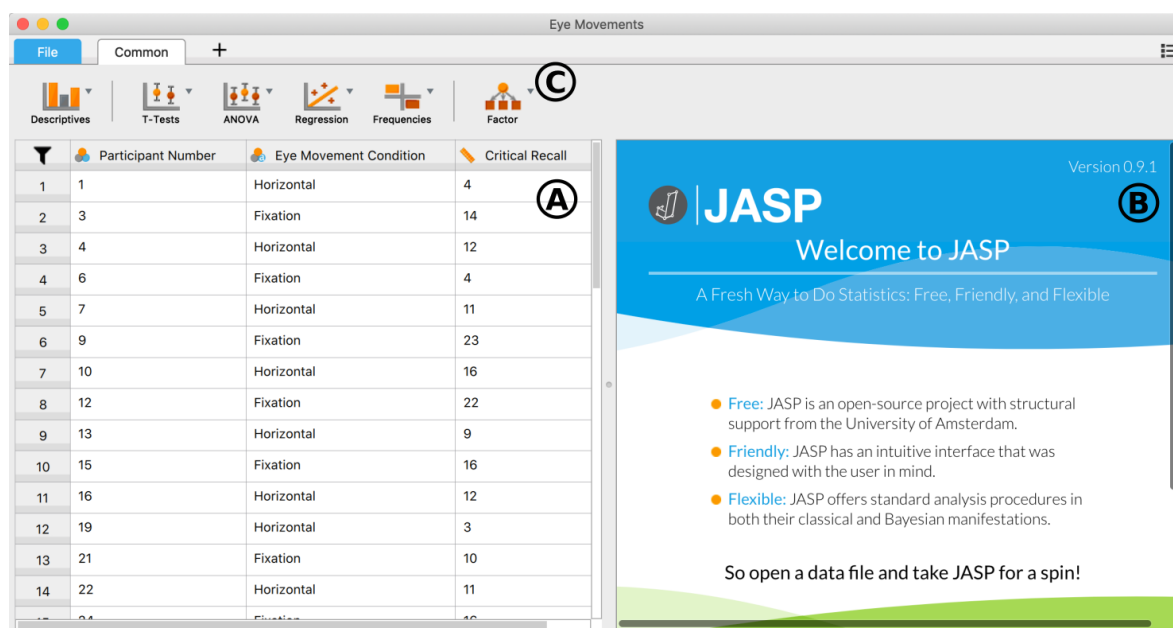 Eye Movements
File Common +
C
Descriptives T-Tests ANOVA Regression Frequencies Factor
Participant Number Eye Movement Condition Critical Recall
1 1 Horizontal 4
A
2 3 Fixation 14
3 4 Horizontal 12
4 6 Fixation 4
5 7 Horizontal 11
6 9 Fixation 23
7 10 Horizontal 16
8 12 Fixation 22
9 13 Horizontal 9
10 15 Fixation 16
11 16 Horizontal 12
12 19 Horizontal 3
13 21 Fixation 10
14 22 Horizontal 11
Version 0.9.1
B
JASP
Welcome to JASP
A Fresh Way to Do Statistics: Free, Friendly, and Flexible
Free: JASP is an open-source project with structural
support from the University of Amsterdam.
Friendly: JASP has an intuitive interface that was
designed with the user in mind.
Flexible: JASP offers standard analysis procedures in
both their classical and Bayesian manifestations.
So open a data file and take JASP for a spin!